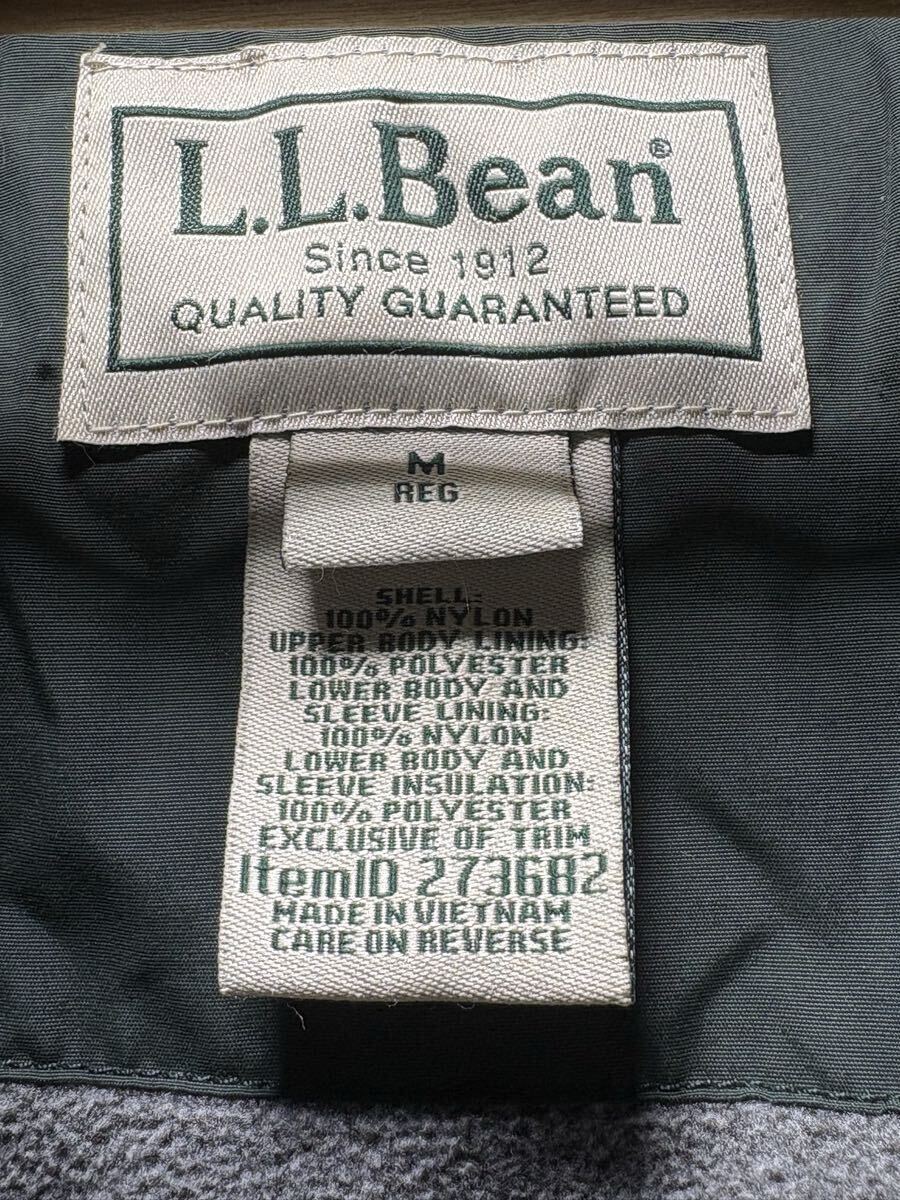 L.L.Bean®
Since 1912
QUALITY GUARANTEED
M
REG
SHELL:
100% NYLON
UPPER BODY LINING:
100% POLYESTER
LOWER BODY AND
SLEEVE LINING:
100% NYLON
LOWER BODY AND
SLEEVE INSULATION:
100% POLYESTER
EXCLUSIVE OF TRIM
ItemID 273682
MADE IN VIETNAM
CARE ON REVERSE